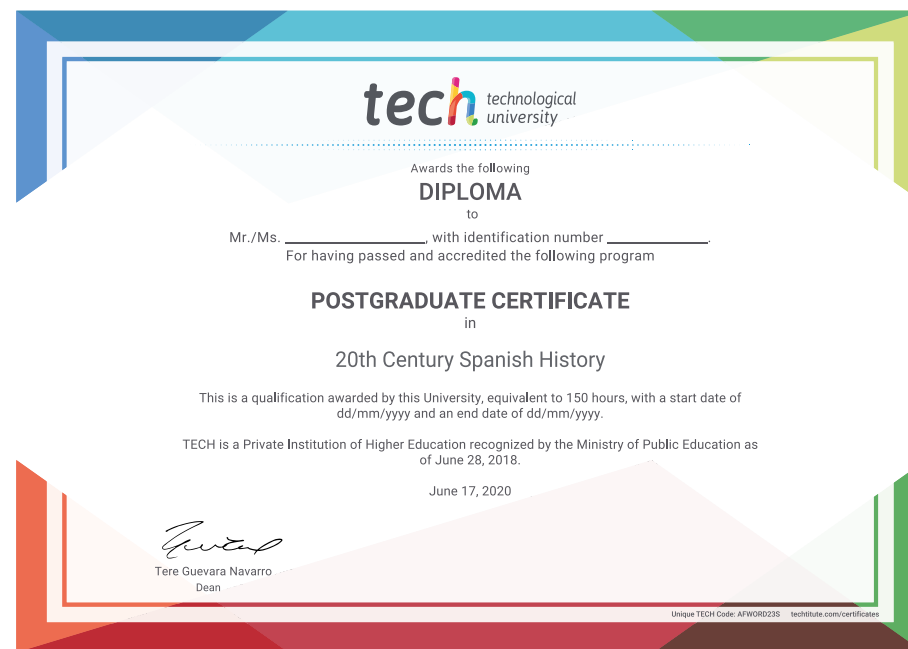 tech technological
university
Awards the following
DIPLOMA
to
Mr./Ms. ____________________, with identification number ______________.
For having passed and accredited the following program
POSTGRADUATE CERTIFICATE
in
20th Century Spanish History
This is a qualification awarded by this University, equivalent to 150 hours, with a start date of
dd/mm/yyyy and an end date of dd/mm/yyyy.
TECH is a Private Institution of Higher Education recognized by the Ministry of Public Education as
of June 28, 2018.
June 17, 2020
Tere Guevara Navarro
Dean
Unique TECH Code: AFWORD23S techtitute.com/certificates